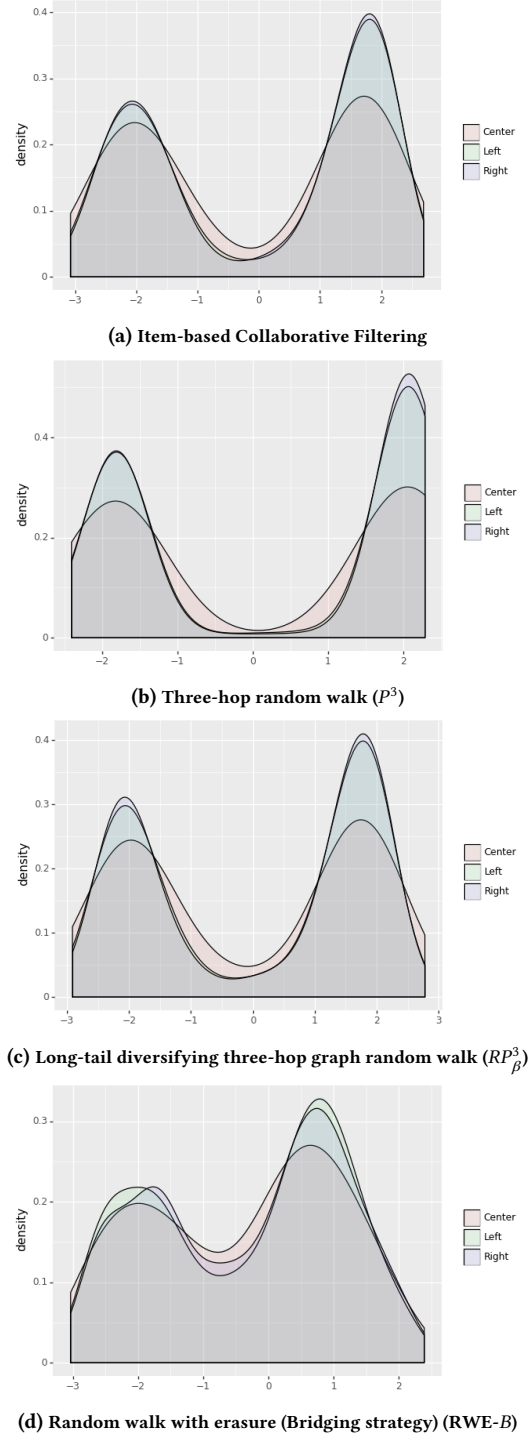 0.4
0.3
0.2
0.1
0
density
−3 −2 −1 0 1 2
Center
Left
Right
(a) Item-based Collaborative Filtering
0.4
0.2
0
density
−2 −1 0 1 2
Center
Left
Right
(b) Three-hop random walk (P³)
0.4
0.3
0.2
0.1
0
density
−3 −2 −1 0 1 2 3
Center
Left
Right
(c) Long-tail diversifying three-hop graph random walk (RP³β)
0.3
0.2
0.1
0
density
−3 −2 −1 0 1 2
Center
Left
Right
(d) Random walk with erasure (Bridging strategy) (RWE-B)